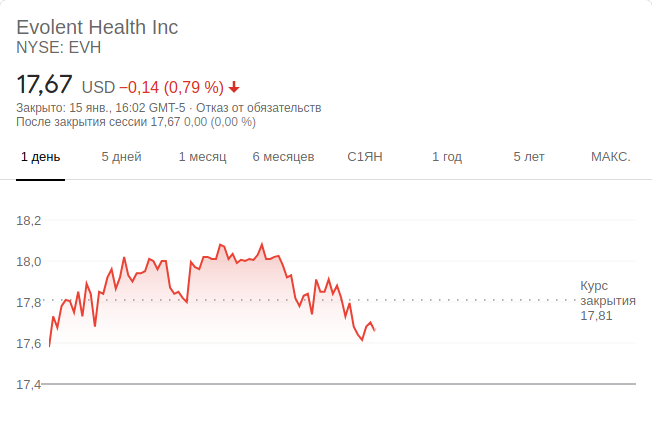 Evolent Health Inc
NYSE: EVH
17,67 USD −0,14 (0,79 %)
Закрыто: 15 янв., 16:02 GMT-5 · Отказ от обязательств
После закрытия сессии 17,67 0,00 (0,00 %)
1 день 5 дней 1 месяц 6 месяцев С1ЯН 1 год 5 лет МАКС.
18,2
18,0
17,8
17,6
17,4
Курс
закрытия
17,81